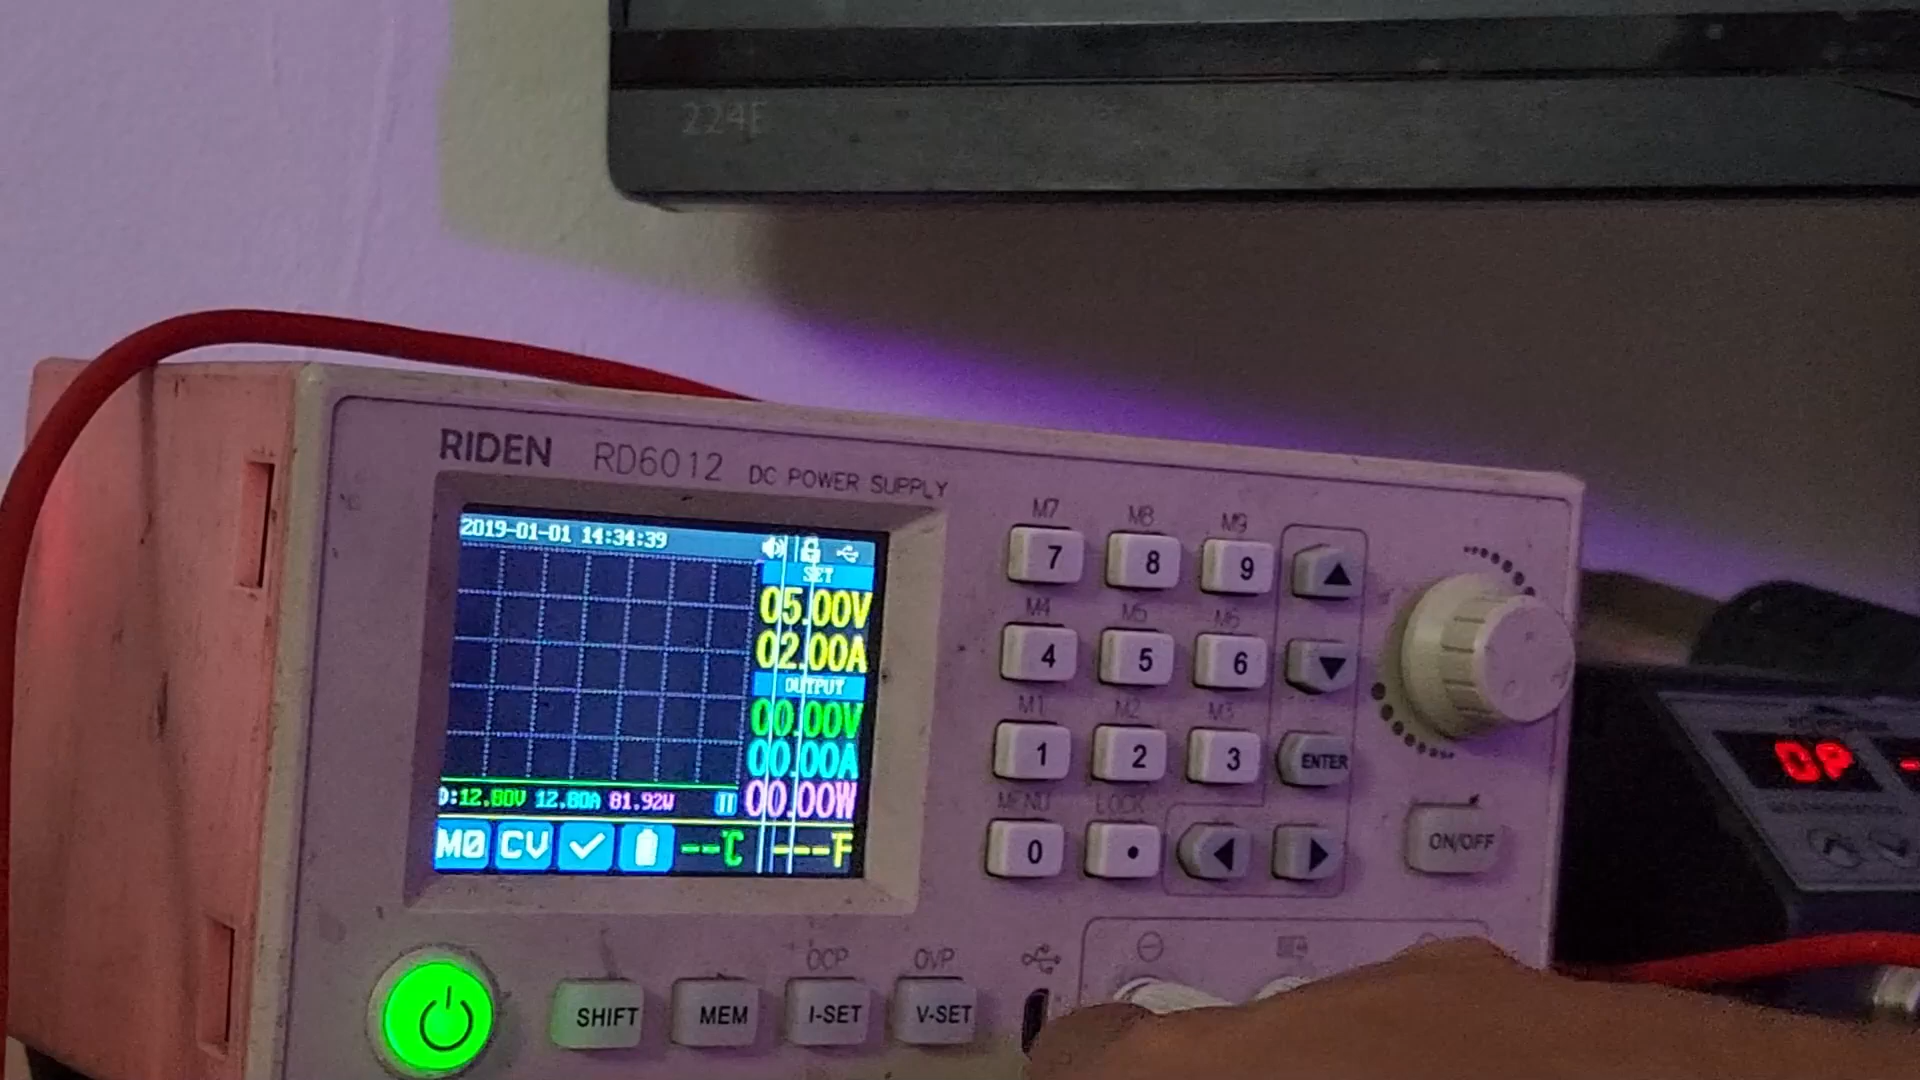 224E
RIDEN RD6012 DC POWER SUPPLY
2019-01-01 14:34:39
SET
05.00V
02.00A
OUTPUT
00.00V
00.00A
00.00W
D:12.80V 12.80A 81.92W
M0 CV --℃ ---℉
M7 M8 M9
7 8 9
M4 M5 M6
4 5 6
M1 M2 M3
1 2 3 ENTER
MENU LOCK
0 •
ON/OFF
OCP OVP
SHIFT MEM I-SET V-SET
OP